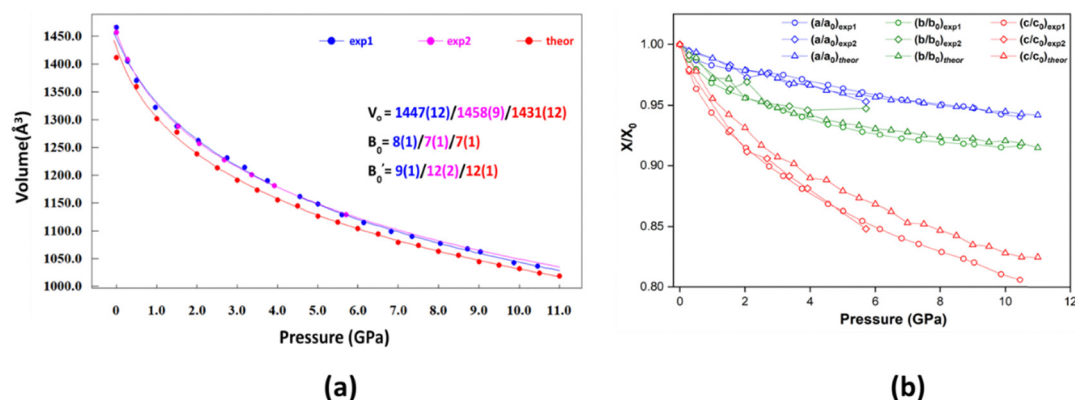 1450.0
1400.0
1350.0
1300.0
1250.0
1200.0
1150.0
1100.0
1050.0
1000.0
Volume(Å³)
exp1 exp2 theor
V₀ = 1447(12)/1458(9)/1431(12)
B₀= 8(1)/7(1)/7(1)
B₀′= 9(1)/12(2)/12(1)
0 1.0 2.0 3.0 4.0 5.0 6.0 7.0 8.0 9.0 10.0 11.0
Pressure (GPa)
(a)
(a/a₀)exp1 (b/b₀)exp1 (c/c₀)exp1
(a/a₀)exp2 (b/b₀)exp2 (c/c₀)exp2
(a/a₀)theor (b/b₀)theor (c/c₀)theor
1.00
0.95
0.90
0.85
0.80
X/X₀
0 2 4 6 8 10 12
Pressure (GPa)
(b)